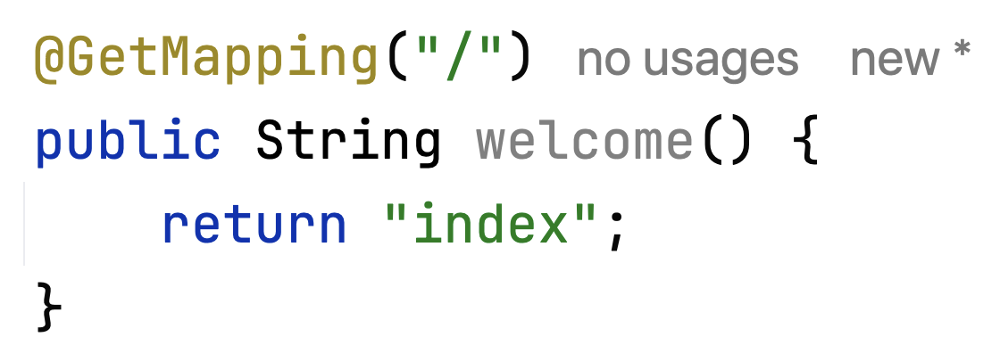 @GetMapping("/") no usages new *
public String welcome() {
return "index";
}